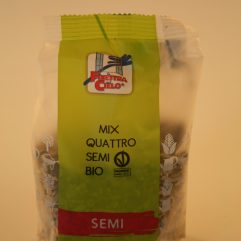 LA FINESTRA
SUL CIELO
MIX
QUATTRO
SEMI
BIO
SEMI